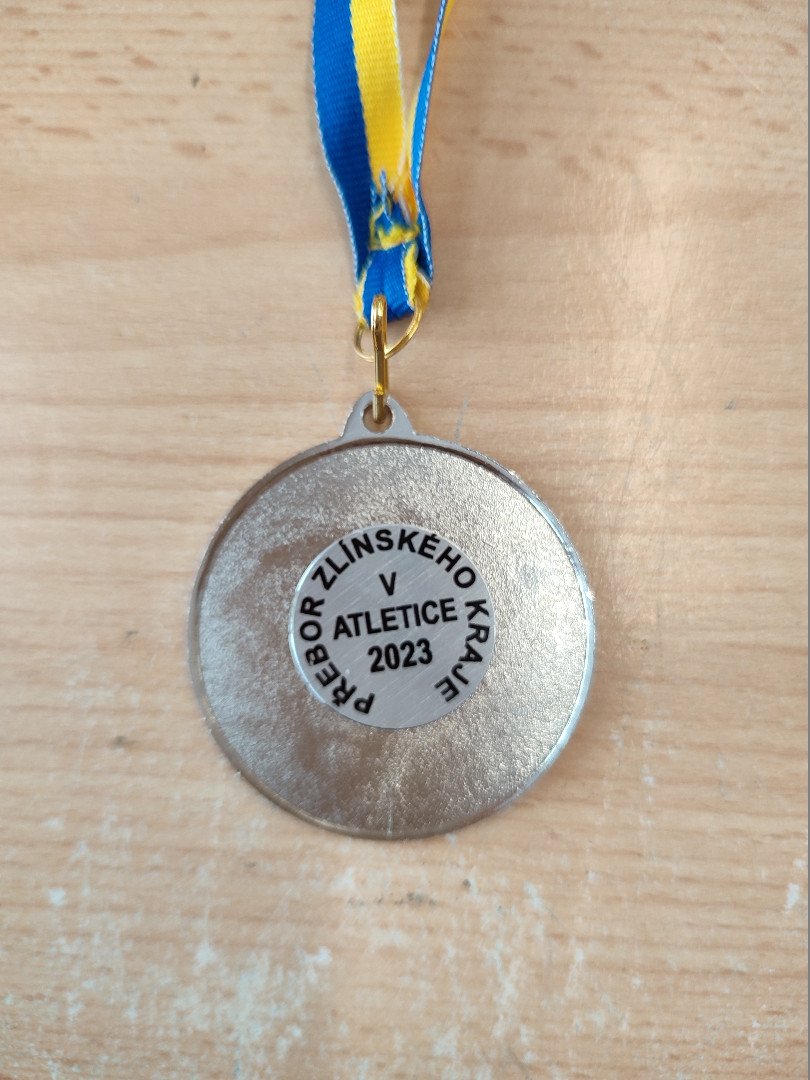 PŘEBOR ZLÍNSKÉHO KRAJE
V
ATLETICE
2023